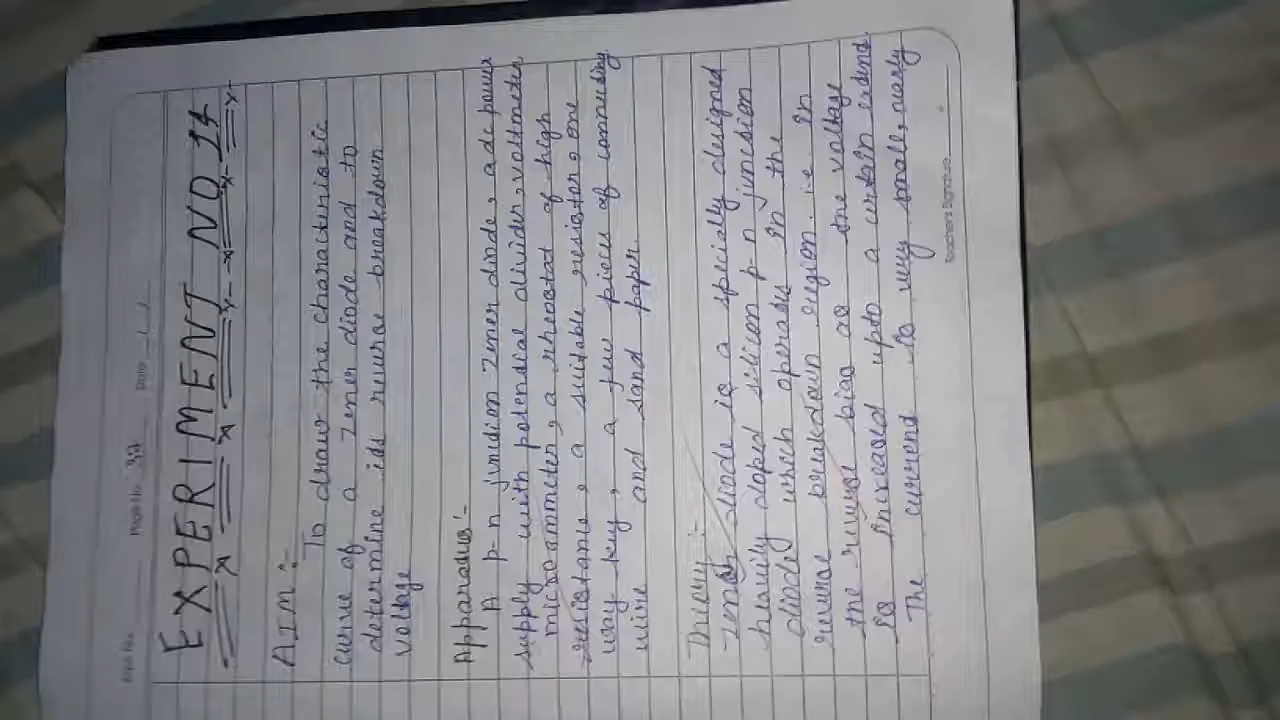 Page No. 37 Date
EXPERIMENT NO 14
AIM :-
To draw the characteristic
curve of a zener diode and to
determine its reverse breakdown
voltage
Apparatus :-
A p-n junction zener diode, a dc power
supply with potential divider, voltmeter
microammeter, a rheostat of high
resistance, a suitable resistor, one
way key, a few pieces of connecting
wire and sand paper.
Theory :-
Zener diode is a specially designed
heavily doped silicon p-n junction
diode which operates in the
reverse breakdown region. i.e in
the reverse bias as the voltage
is increased upto a certain extend.
The current is very small, nearly
Teacher's Signature